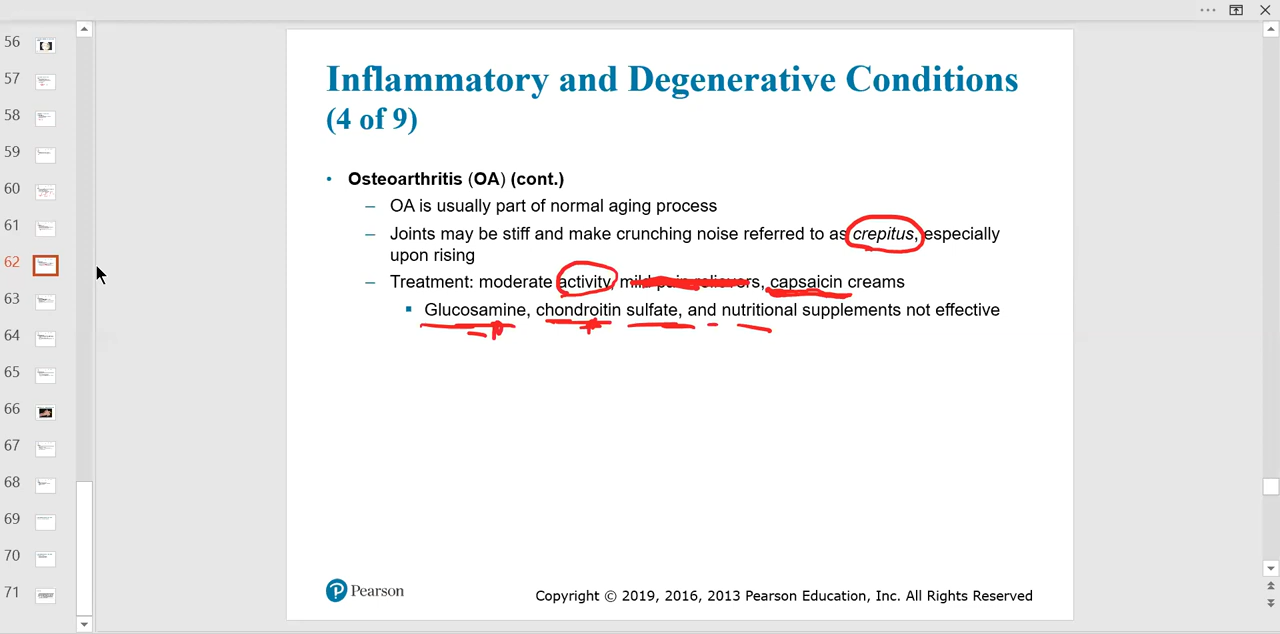 56
57
58
59
60
61
62
63
64
65
66
67
68
69
70
71
Inflammatory and Degenerative Conditions
(4 of 9)
• Osteoarthritis (OA) (cont.)
– OA is usually part of normal aging process
– Joints may be stiff and make crunching noise referred to as crepitus, especially
upon rising
– Treatment: moderate activity, mild pain relievers, capsaicin creams
▪ Glucosamine, chondroitin sulfate, and nutritional supplements not effective
P Pearson
Copyright © 2019, 2016, 2013 Pearson Education, Inc. All Rights Reserved